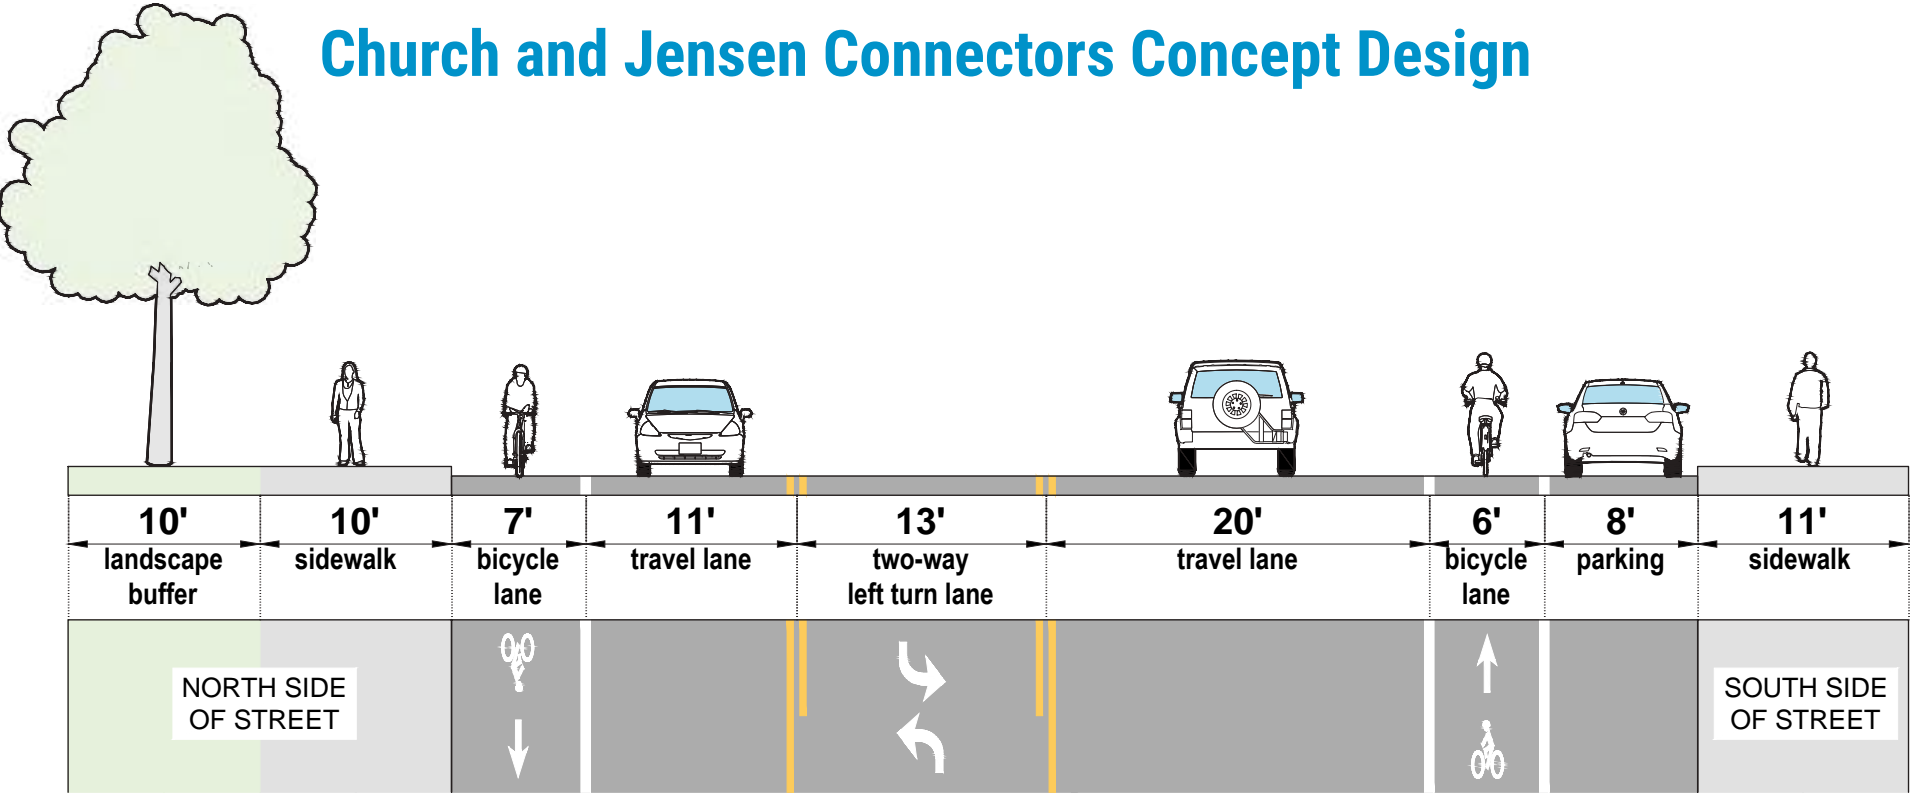 Church and Jensen Connectors Concept Design
10' 10' 7' 11' 13' 20' 6' 8' 11'
landscape sidewalk bicycle travel lane two-way travel lane bicycle parking sidewalk
buffer lane left turn lane lane
NORTH SIDE
OF STREET
SOUTH SIDE
OF STREET